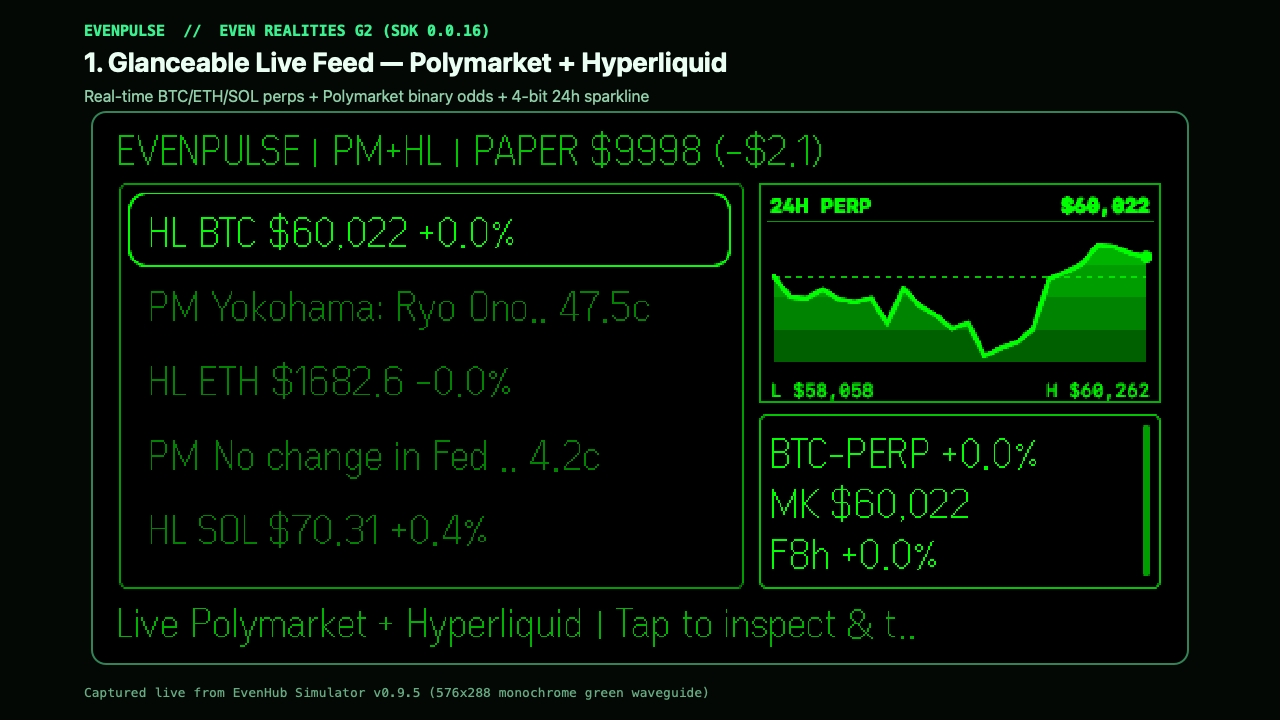 EVENPULSE // EVEN REALITIES G2 (SDK 0.0.16)
1. Glanceable Live Feed — Polymarket + Hyperliquid
Real-time BTC/ETH/SOL perps + Polymarket binary odds + 4-bit 24h sparkline
EVENPULSE | PM+HL | PAPER $9998 (-$2.1)
HL BTC $60,022 +0.0%
PM Yokohama: Ryo Ono.. 47.5c
HL ETH $1682.6 -0.0%
PM No change in Fed .. 4.2c
HL SOL $70.31 +0.4%
24H PERP $60,022
L $58,058 H $60,262
BTC-PERP +0.0%
MK $60,022
F8h +0.0%
Live Polymarket + Hyperliquid | Tap to inspect & t..
Captured live from EvenHub Simulator v0.9.5 (576x288 monochrome green waveguide)